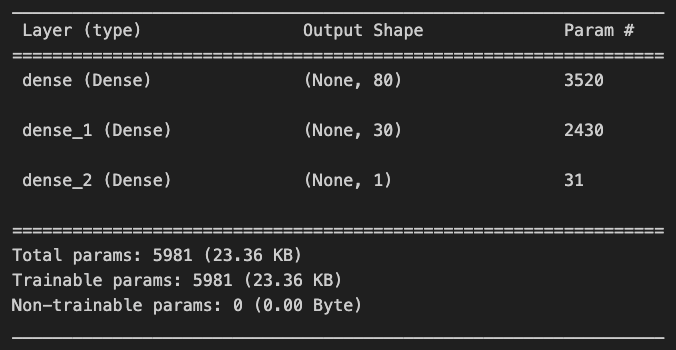 Layer (type) Output Shape Param #
=================================================================
dense (Dense) (None, 80) 3520
dense_1 (Dense) (None, 30) 2430
dense_2 (Dense) (None, 1) 31
=================================================================
Total params: 5981 (23.36 KB)
Trainable params: 5981 (23.36 KB)
Non-trainable params: 0 (0.00 Byte)